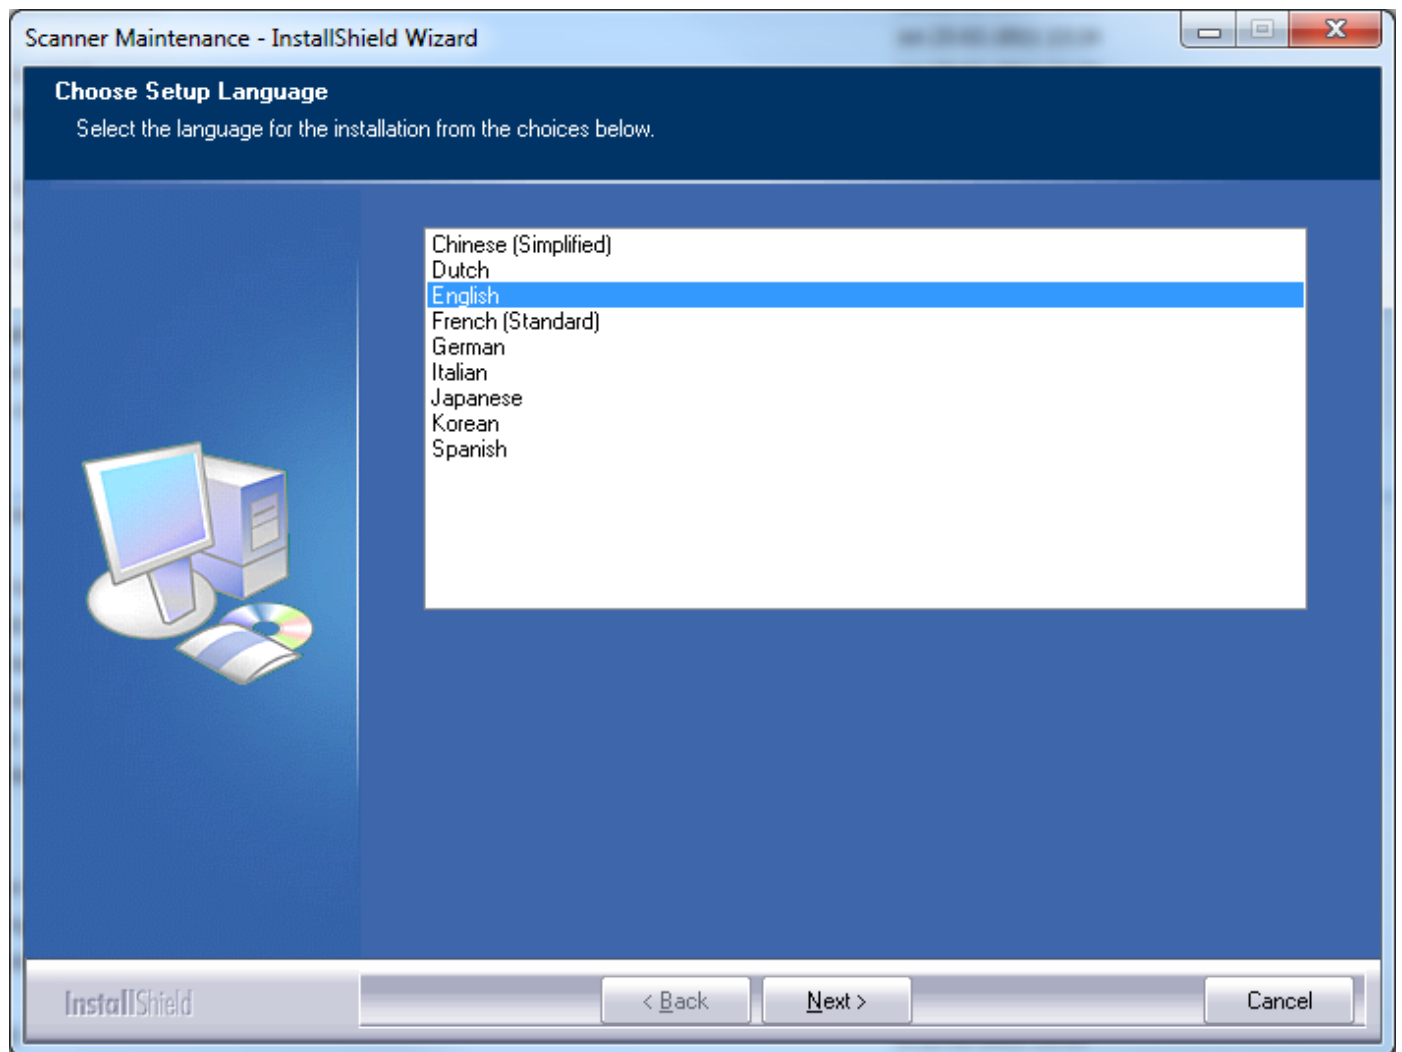 Scanner Maintenance - InstallShield Wizard
Choose Setup Language
Select the language for the installation from the choices below.
Chinese (Simplified)
Dutch
English
French (Standard)
German
Italian
Japanese
Korean
Spanish
InstallShield
< Back
Next >
Cancel